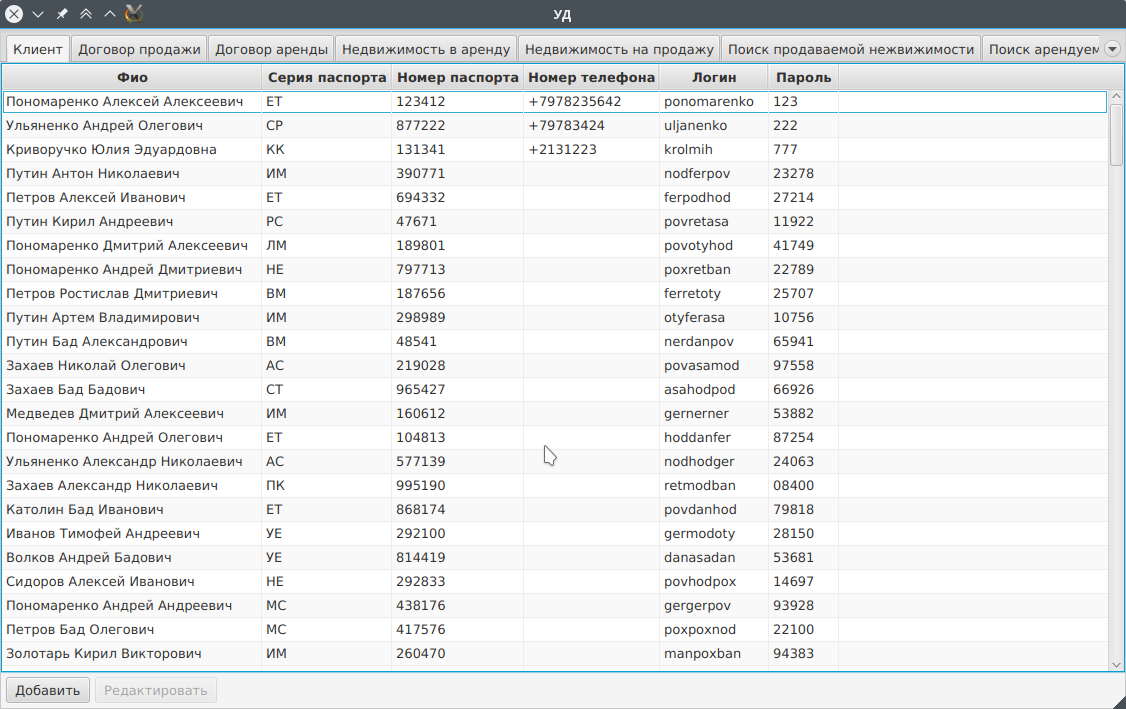 УД
Клиент Договор продажи Договор аренды Недвижимость в аренду Недвижимость на продажу Поиск продаваемой нежвижимости Поиск арендуем
Фио Серия паспорта Номер паспорта Номер телефона Логин Пароль
Пономаренко Алексей Алексеевич ЕТ 123412 +7978235642 ponomarenko 123
Ульяненко Андрей Олегович СР 877222 +79783424 uljanenko 222
Криворучко Юлия Эдуардовна КК 131341 +2131223 krolmih 777
Путин Антон Николаевич ИМ 390771 nodferpov 23278
Петров Алексей Иванович ЕТ 694332 ferpodhod 27214
Путин Кирил Андреевич РС 47671 povretasa 11922
Пономаренко Дмитрий Алексеевич ЛМ 189801 povotyhod 41749
Пономаренко Андрей Дмитриевич НЕ 797713 poxretban 22789
Петров Ростислав Дмитриевич ВМ 187656 ferretoty 25707
Путин Артем Владимирович ИМ 298989 otyferasa 10756
Путин Бад Александрович ВМ 48541 nerdanpov 65941
Захаев Николай Олегович АС 219028 povasamod 97558
Захаев Бад Бадович СТ 965427 asahodpod 66926
Медведев Дмитрий Алексеевич ИМ 160612 gernerner 53882
Пономаренко Андрей Олегович ЕТ 104813 hoddanfer 87254
Ульяненко Александр Николаевич АС 577139 nodhodger 24063
Захаев Александр Николаевич ПК 995190 retmodban 08400
Католин Бад Иванович ЕТ 868174 povdanhod 79818
Иванов Тимофей Андреевич УЕ 292100 germodoty 28150
Волков Андрей Бадович УЕ 814419 danasadan 53681
Сидоров Алексей Иванович НЕ 292833 povhodpox 14697
Пономаренко Андрей Андреевич МС 438176 gergerpov 93928
Петров Бад Олегович МС 417576 poxpoxnod 22100
Золотарь Кирил Викторович ИМ 260470 manpoxban 94383
Добавить Редактировать